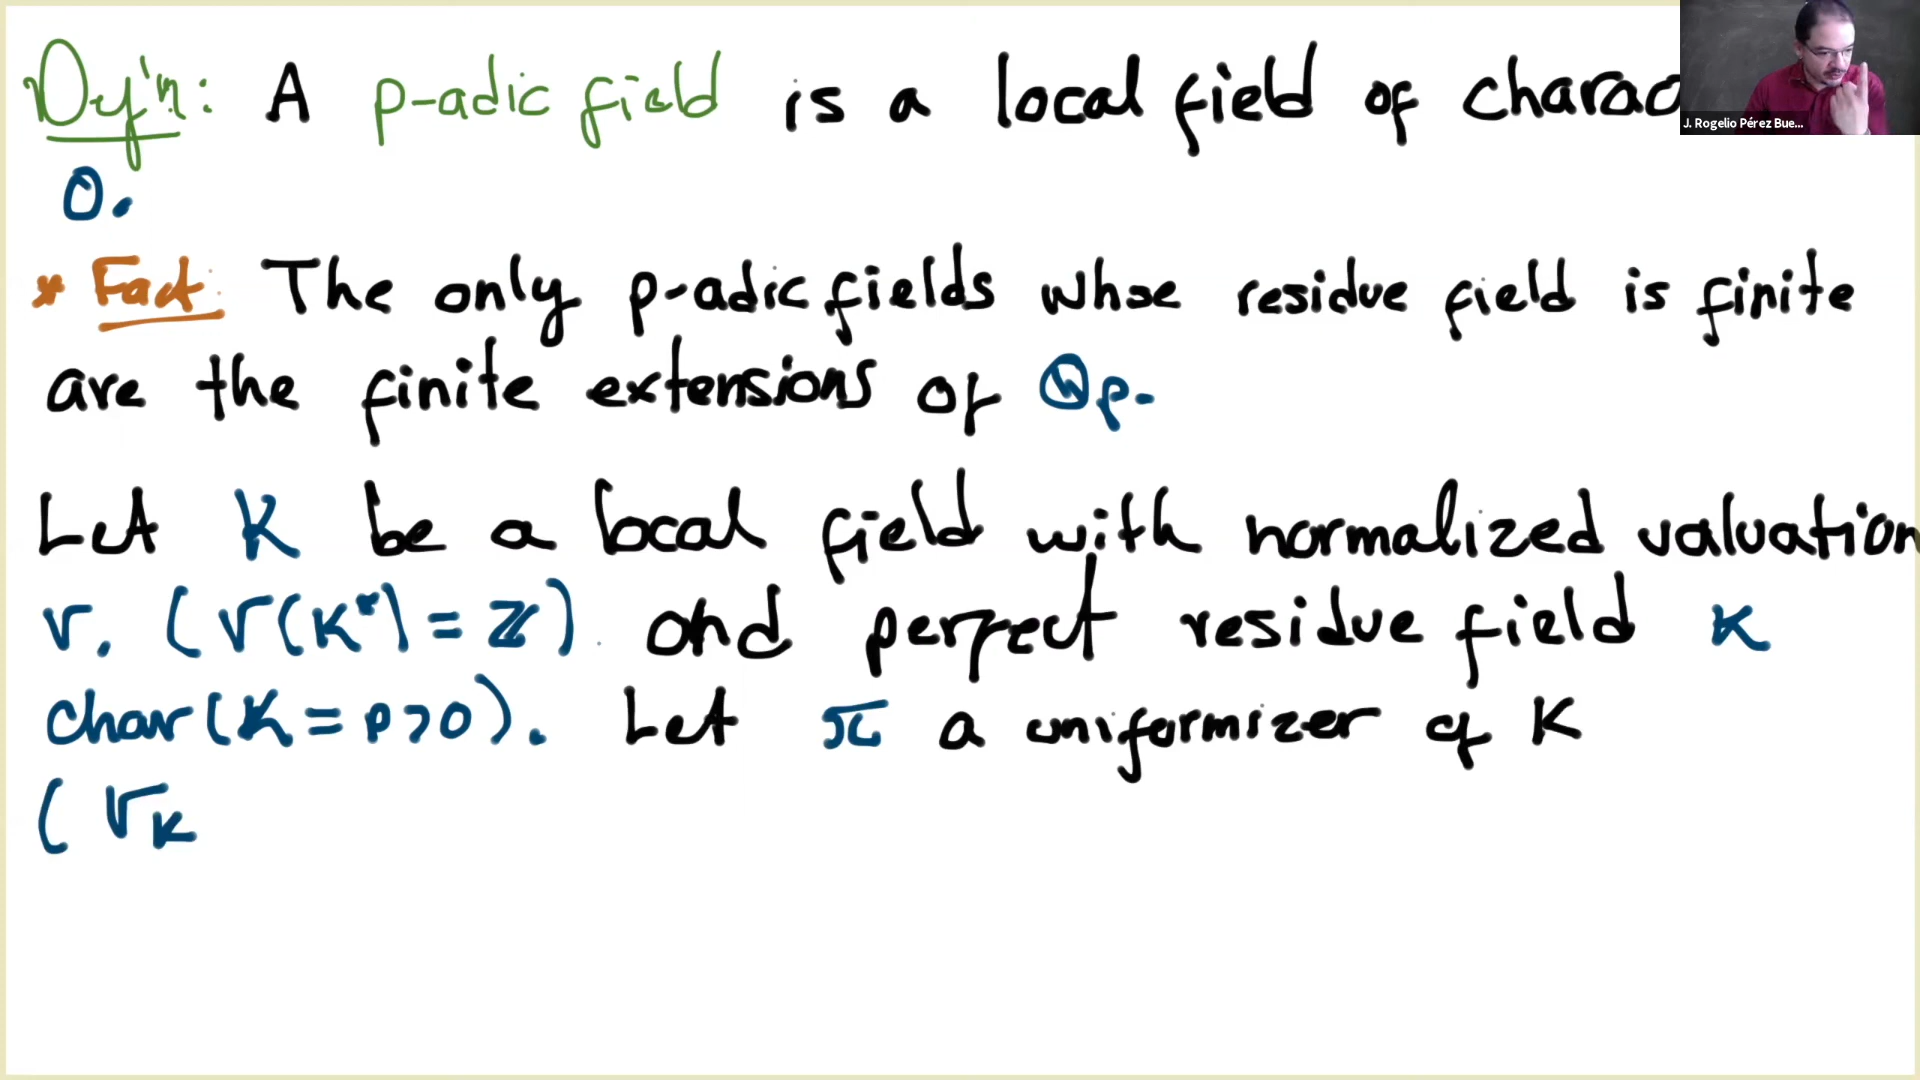 Def'n: A p-adic field is a local field of charac
0.
* Fact: The only p-adic fields whose residue field is finite
are the finite extensions of ℚp.
Let K be a local field with normalized valuation
v. (v(K*) = ℤ) and perfect residue field k
char(k = p>0). Let π a uniformizer of K
( vK
J. Rogelio Pérez Bue...